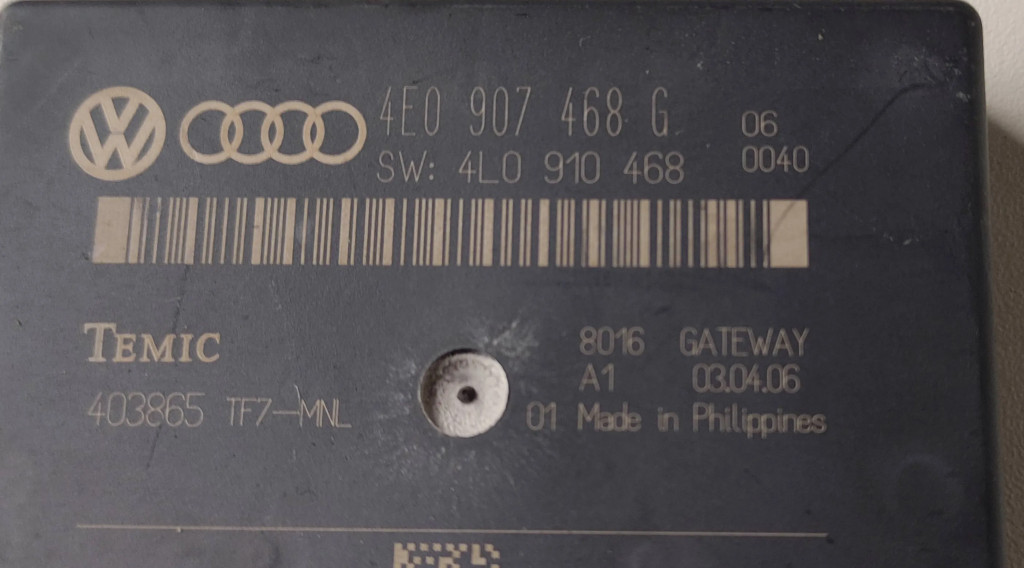 4E0 907 468 G 06
SW: 4L0 910 468 0040
TEMIC
8016 GATEWAY
A1 03.04.06
403865 TF7-MNL
01 Made in Philippines